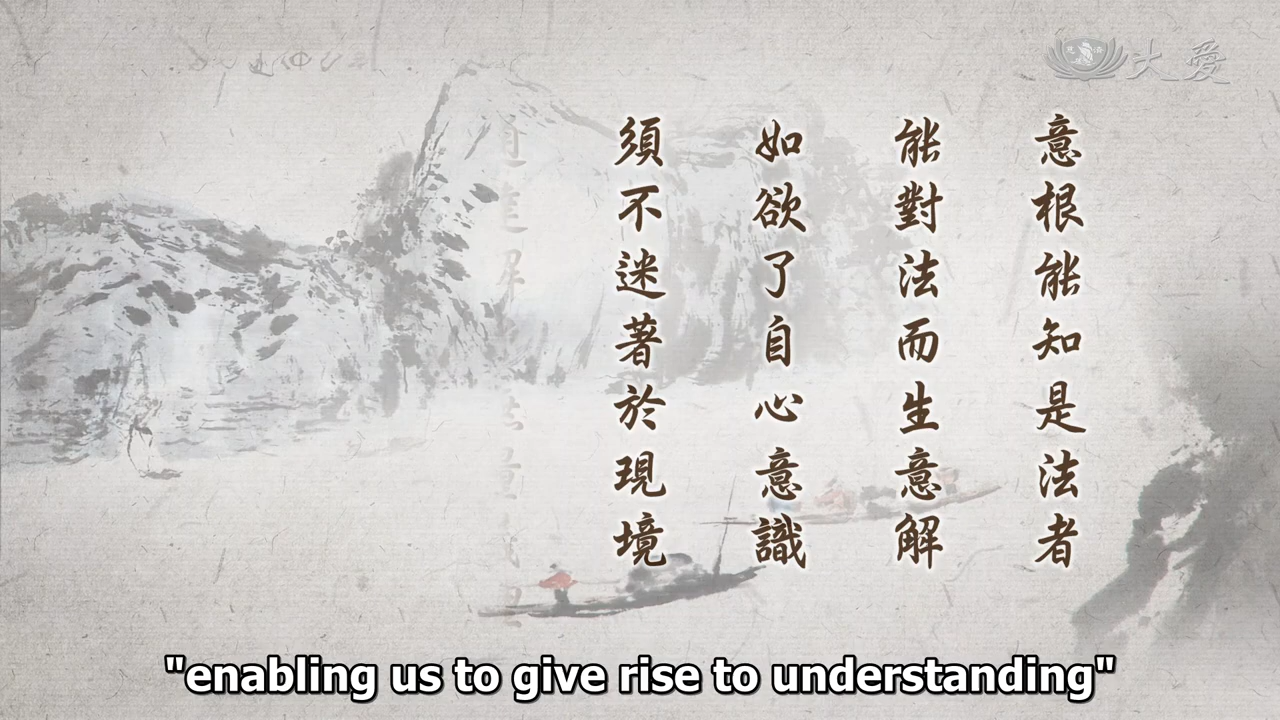 大愛
意根能知是法者
能對法而生意解
如欲了自心意識
須不迷著於現境
"enabling us to give rise to understanding"